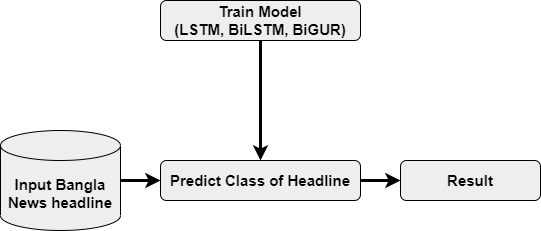 Train Model
(LSTM, BiLSTM, BiGUR)
Input Bangla
News headline
Predict Class of Headline
Result